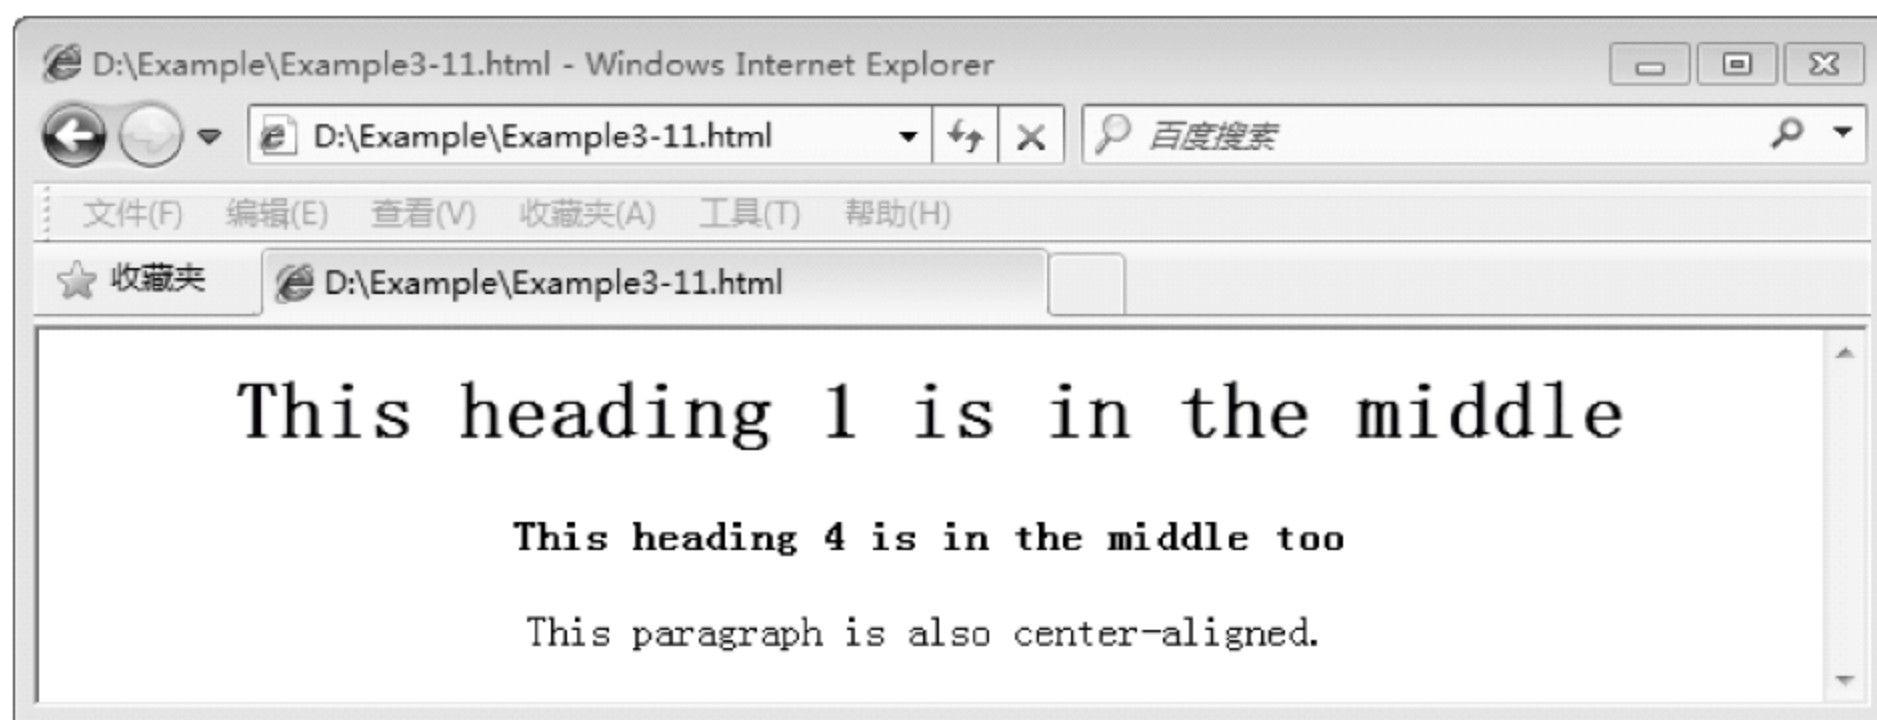 D:\Example\Example3-11.html - Windows Internet Explorer
D:\Example\Example3-11.html 百度搜索
文件(F) 编辑(E) 查看(V) 收藏夹(A) 工具(T) 帮助(H)
收藏夹 D:\Example\Example3-11.html
This heading 1 is in the middle
This heading 4 is in the middle too
This paragraph is also center-aligned.